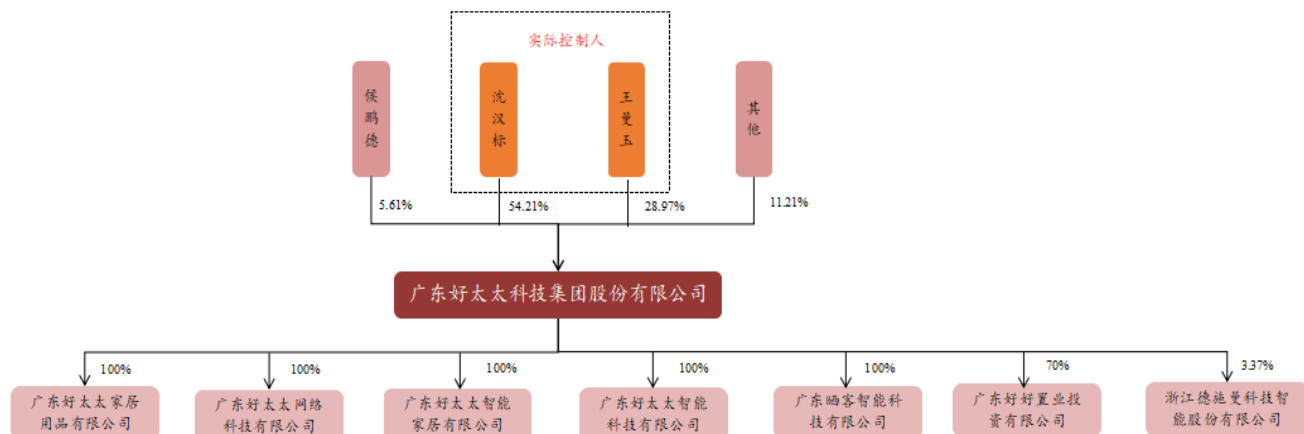 实际控制人
侯鹏德
沈汉标
王曼玉
其他
5.61%
54.21%
28.97%
11.21%
广东好太太科技集团股份有限公司
100%
100%
100%
100%
100%
70%
3.37%
广东好太太家居
用品有限公司
广东好太太网络
科技有限公司
广东好太太智能
家居有限公司
广东好太太智能
科技有限公司
广东晒客智能科
技有限公司
广东好好置业投
资有限公司
浙江德施曼科技智
能股份有限公司